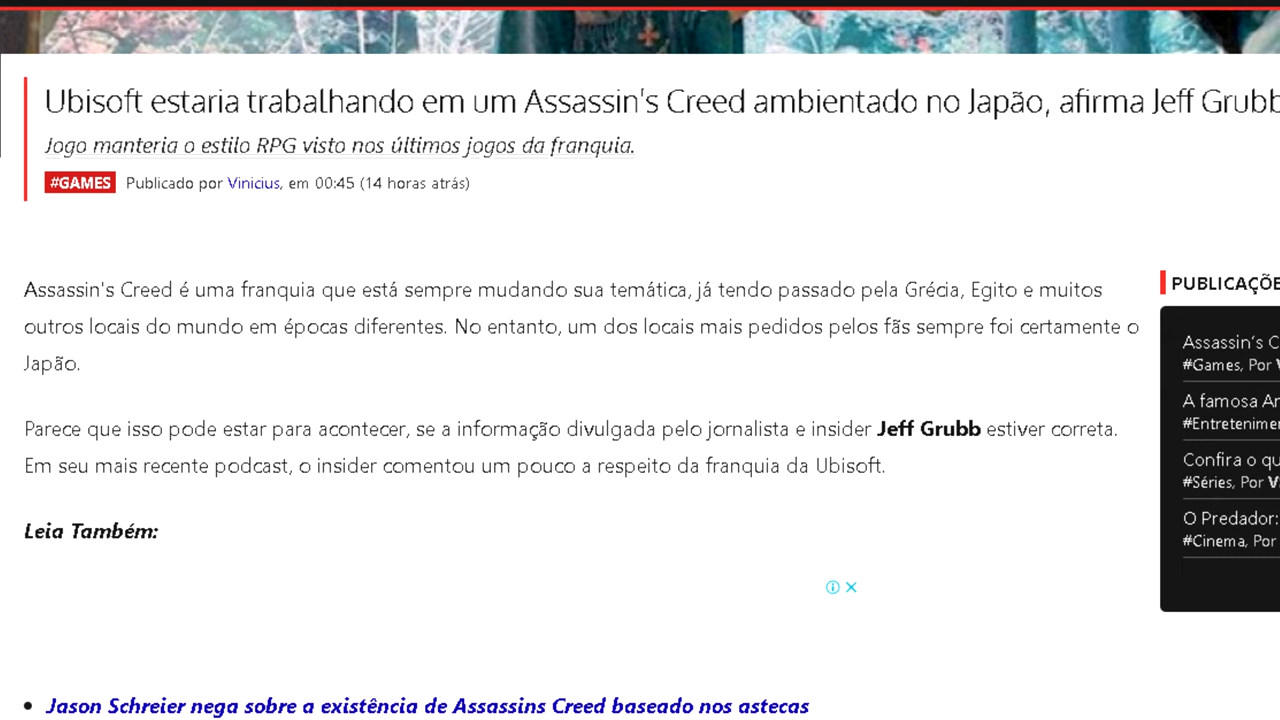 Ubisoft estaria trabalhando em um Assassin's Creed ambientado no Japão, afirma Jeff Grubb
Jogo manteria o estilo RPG visto nos últimos jogos da franquia.
#GAMES Publicado por Vinicius, em 00:45 (14 horas atrás)
Assassin's Creed é uma franquia que está sempre mudando sua temática, já tendo passado pela Grécia, Egito e muitos
outros locais do mundo em épocas diferentes. No entanto, um dos locais mais pedidos pelos fãs sempre foi certamente o
Japão.
Parece que isso pode estar para acontecer, se a informação divulgada pelo jornalista e insider Jeff Grubb estiver correta.
Em seu mais recente podcast, o insider comentou um pouco a respeito da franquia da Ubisoft.
Leia Também:
• Jason Schreier nega sobre a existência de Assassins Creed baseado nos astecas
PUBLICAÇÕE
Assassin's C
#Games, Por V
A famosa Ar
#Entretenime
Confira o qu
#Séries, Por V
O Predador:
#Cinema, Por